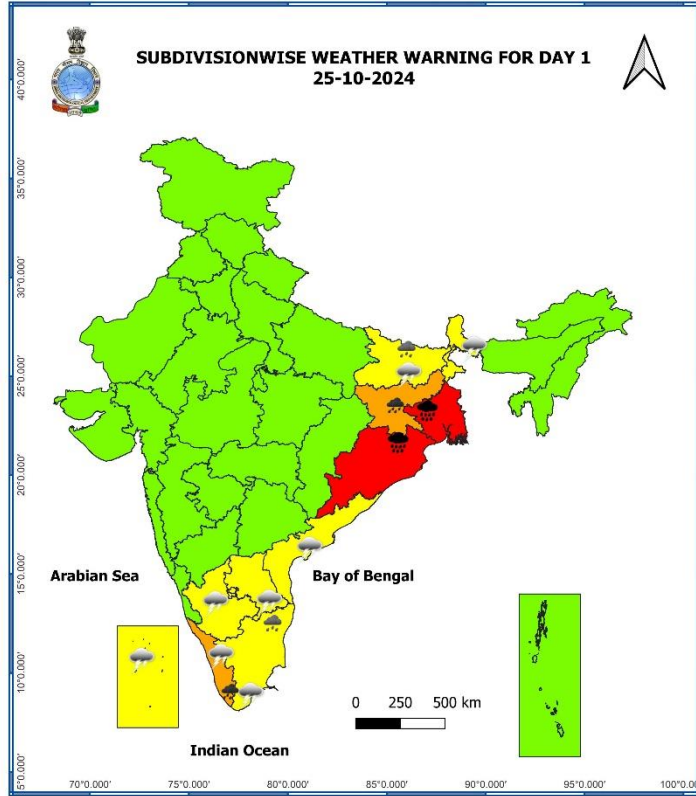 SUBDIVISIONWISE WEATHER WARNING FOR DAY 1
25-10-2024
40°0.000'
35°0.000'
30°0.000'
25°0.000'
20°0.000'
15°0.000'
10°0.000'
5°0.000'
Arabian Sea
Bay of Bengal
0 250 500 km
Indian Ocean
70°0.000' 75°0.000' 80°0.000' 85°0.000' 90°0.000' 95°0.000' 100°0.00